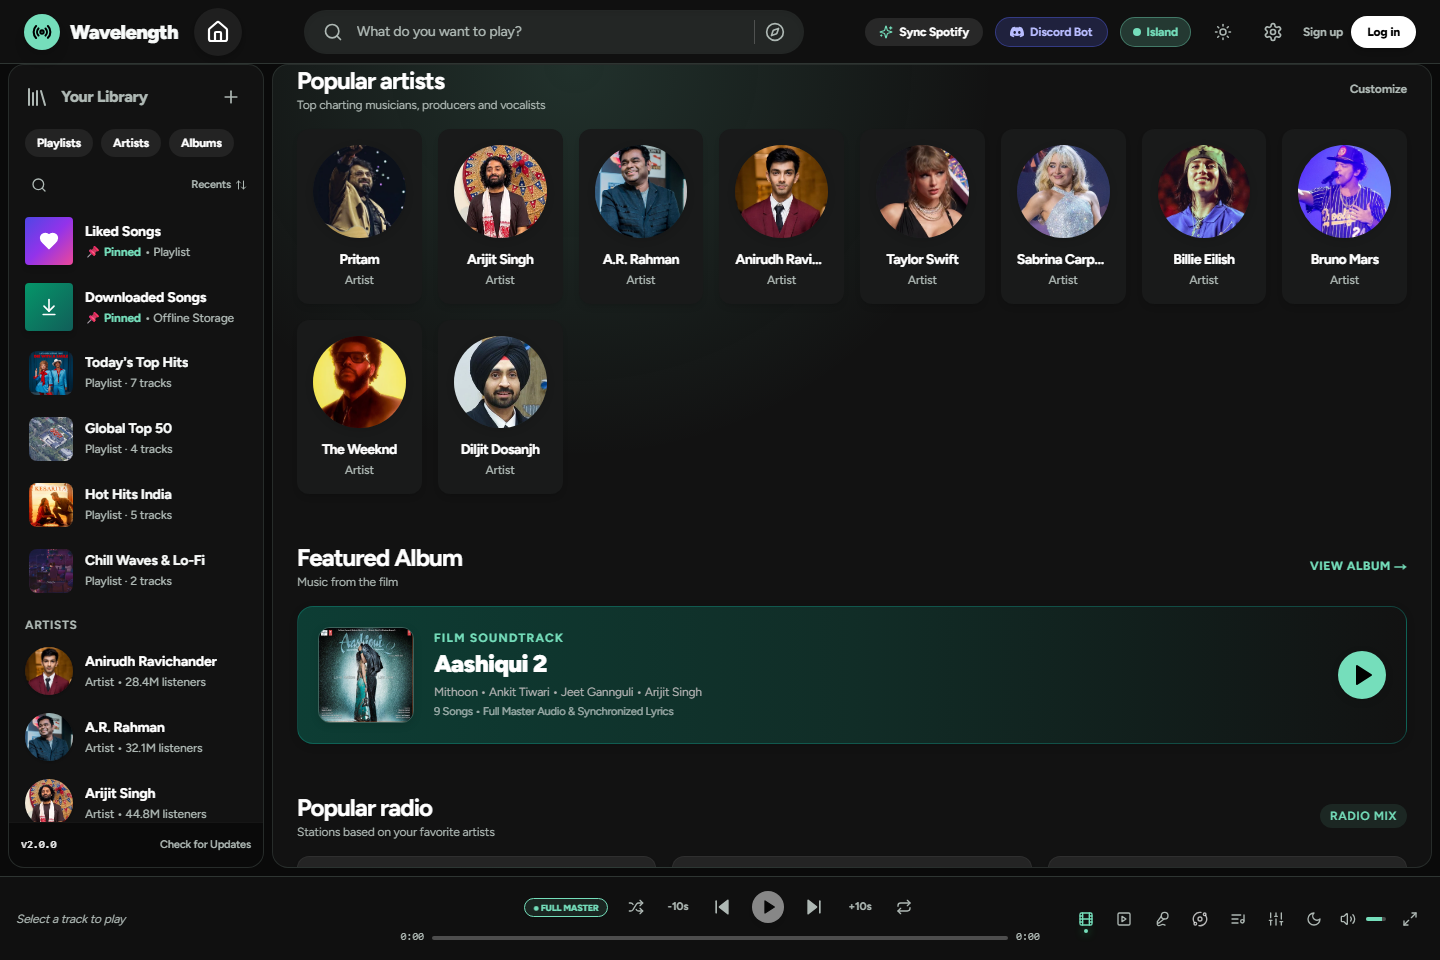 Wavelength
What do you want to play?
Sync Spotify
Discord Bot
Island
Sign up
Log in
Your Library
Playlists
Artists
Albums
Recents
Liked Songs
Pinned • Playlist
Downloaded Songs
Pinned • Offline Storage
Today's Top Hits
Playlist · 7 tracks
Global Top 50
Playlist · 4 tracks
Hot Hits India
Playlist · 5 tracks
Chill Waves & Lo-Fi
Playlist · 2 tracks
ARTISTS
Anirudh Ravichander
Artist • 28.4M listeners
A.R. Rahman
Artist • 32.1M listeners
Arijit Singh
Artist • 44.8M listeners
v2.0.0
Check for Updates
Popular artists
Top charting musicians, producers and vocalists
Customize
Pritam
Artist
Arijit Singh
Artist
A.R. Rahman
Artist
Anirudh Ravi...
Artist
Taylor Swift
Artist
Sabrina Carp...
Artist
Billie Eilish
Artist
Bruno Mars
Artist
The Weeknd
Artist
Diljit Dosanjh
Artist
Featured Album
Music from the film
VIEW ALBUM →
Aashiqui
FILM SOUNDTRACK
Aashiqui 2
Mithoon • Ankit Tiwari • Jeet Gannguli • Arijit Singh
9 Songs • Full Master Audio & Synchronized Lyrics
Popular radio
Stations based on your favorite artists
RADIO MIX
Select a track to play
FULL MASTER
-10s
+10s
0:00
0:00